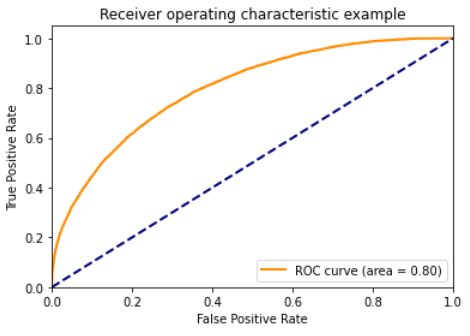 Receiver operating characteristic example
1.0
0.8
0.6
0.4
0.2
0.0
True Positive Rate
ROC curve (area = 0.80)
0.0 0.2 0.4 0.6 0.8 1.0
False Positive Rate